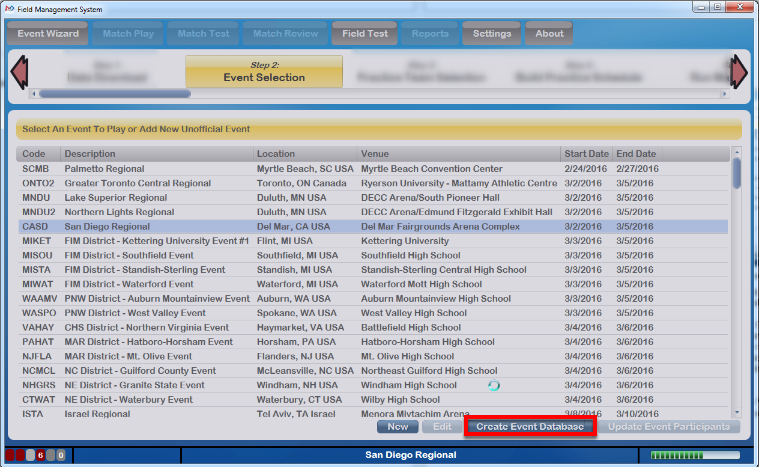 Field Management System
Event Wizard Match Play Match Test Match Review Field Test Reports Settings About
Step 2:
Data Download Event Selection Practice Team Selection Build Practice Schedule
Select An Event To Play or Add New Unofficial Event
Code Description Location Venue Start Date End Date
SCMB Palmetto Regional Myrtle Beach, SC USA Myrtle Beach Convention Center 2/24/2016 2/27/2016
ONTO2 Greater Toronto Central Regional Toronto, ON Canada Ryerson University - Mattamy Athletic Centre 3/2/2016 3/5/2016
MNDU Lake Superior Regional Duluth, MN USA DECC Arena/South Pioneer Hall 3/2/2016 3/5/2016
MNDU2 Northern Lights Regional Duluth, MN USA DECC Arena/Edmund Fitzgerald Exhibit Hall 3/2/2016 3/5/2016
CASD San Diego Regional Del Mar, CA USA Del Mar Fairgrounds Arena Complex 3/2/2016 3/5/2016
MIKET FIM District - Kettering University Event #1 Flint, MI USA Kettering University 3/3/2016 3/5/2016
MISOU FIM District - Southfield Event Southfield, MI USA Southfield High School 3/3/2016 3/5/2016
MISTA FIM District - Standish-Sterling Event Standish, MI USA Standish-Sterling Central High School 3/3/2016 3/5/2016
MIWAT FIM District - Waterford Event Waterford, MI USA Waterford Mott High School 3/3/2016 3/5/2016
WAAMV PNW District - Auburn Mountainview Event Auburn, WA USA Auburn Mountainview High School 3/3/2016 3/5/2016
WASPO PNW District - West Valley Event Spokane, WA USA West Valley High School 3/3/2016 3/5/2016
VAHAY CHS District - Northern Virginia Event Haymarket, VA USA Battlefield High School 3/4/2016 3/6/2016
PAHAT MAR District - Hatboro-Horsham Event Horsham, PA USA Hatboro-Horsham High School 3/4/2016 3/6/2016
NJFLA MAR District - Mt. Olive Event Flanders, NJ USA Mt. Olive High School 3/4/2016 3/6/2016
NCMCL NC District - Guilford County Event McLeansville, NC USA Northeast Guilford High School 3/4/2016 3/6/2016
NHGRS NE District - Granite State Event Windham, NH USA Windham High School 3/4/2016 3/6/2016
CTWAT NE District - Waterbury Event Waterbury, CT USA Wilby High School 3/4/2016 3/6/2016
ISTA Israel Regional Tel Aviv, TA Israel Menora Mivtachim Arena 3/8/2016 3/10/2016
New Edit Create Event Database Update Event Participants
6 0 San Diego Regional